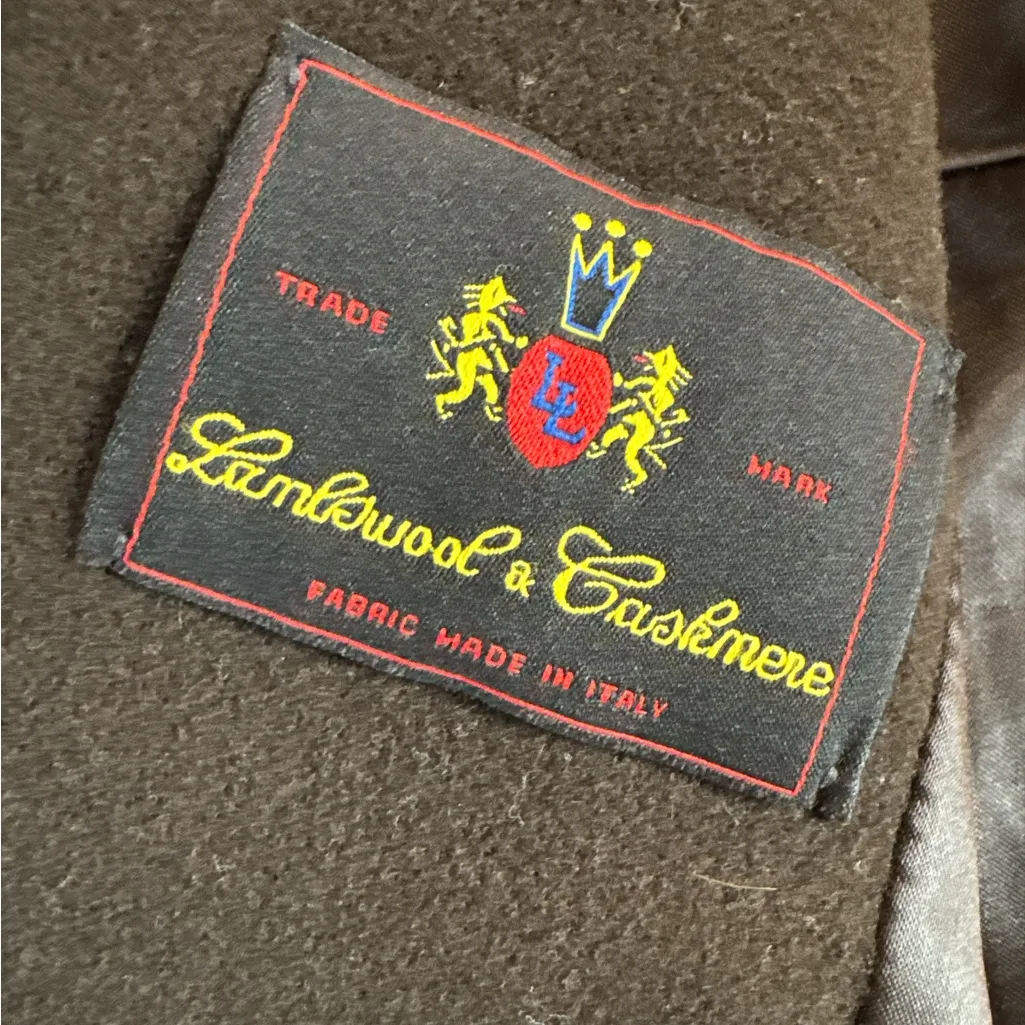 TRADE MARK
LL
Lambswool & Cashmere
FABRIC MADE IN ITALY